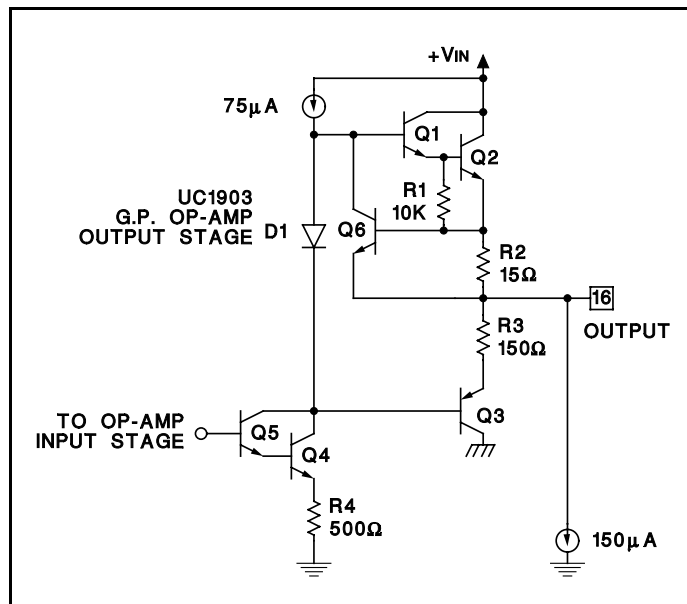 +VIN
75μA
Q1
Q2
R1
10K
UC1903
G.P. OP-AMP
OUTPUT STAGE
D1
Q6
R2
15Ω
16
OUTPUT
R3
150Ω
TO OP-AMP
INPUT STAGE
Q5
Q4
Q3
R4
500Ω
150μA